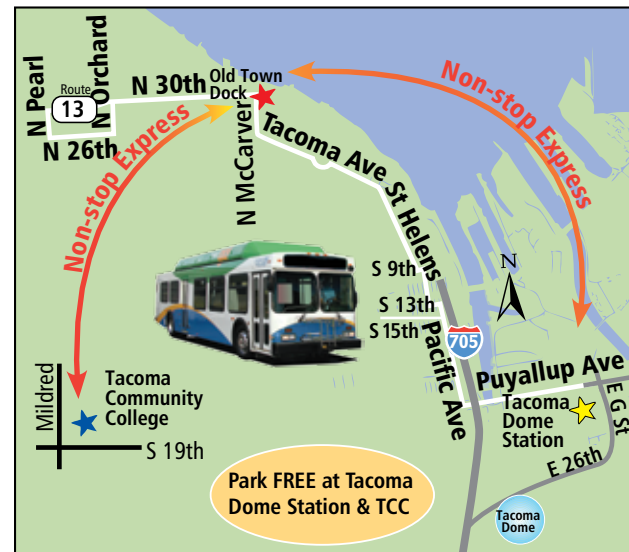 N Pearl
Route
13
N Orchard
N 30th
N 26th
Old Town
Dock
N McCarver
Non-stop Express
Non-stop Express
Tacoma Ave
St Helens
S 9th
S 13th
S 15th
Pacific Ave
705
N
Puyallup Ave
Tacoma
Dome
Station
E G St
E 26th
Tacoma
Dome
Mildred
Tacoma
Community
College
S 19th
Park FREE at Tacoma
Dome Station & TCC